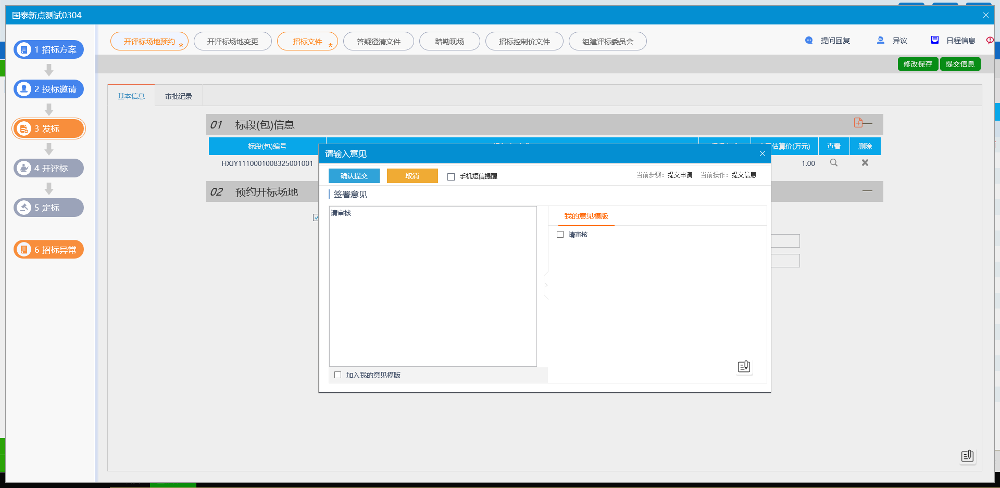 国泰新点测试0304
1 招标方案
2 投标邀请
3 发标
4 开评标
5 定标
6 招标异常
开评标场地预约 *
开评标场地变更
招标文件 *
答疑澄清文件
踏勘现场
招标控制价文件
组建评标委员会
提问回复
异议
日程信息
修改保存
提交信息
基本信息
审批记录
01 标段(包)信息
标段(包)编号
估算价(万元)
查看
删除
HXJY1110001008325001001
1.00
02 预约开标场地
请输入意见
确认提交
取消
手机短信提醒
当前步骤：提交申请
当前操作：提交信息
签署意见
请审核
我的意见模版
请审核
加入我的意见模版